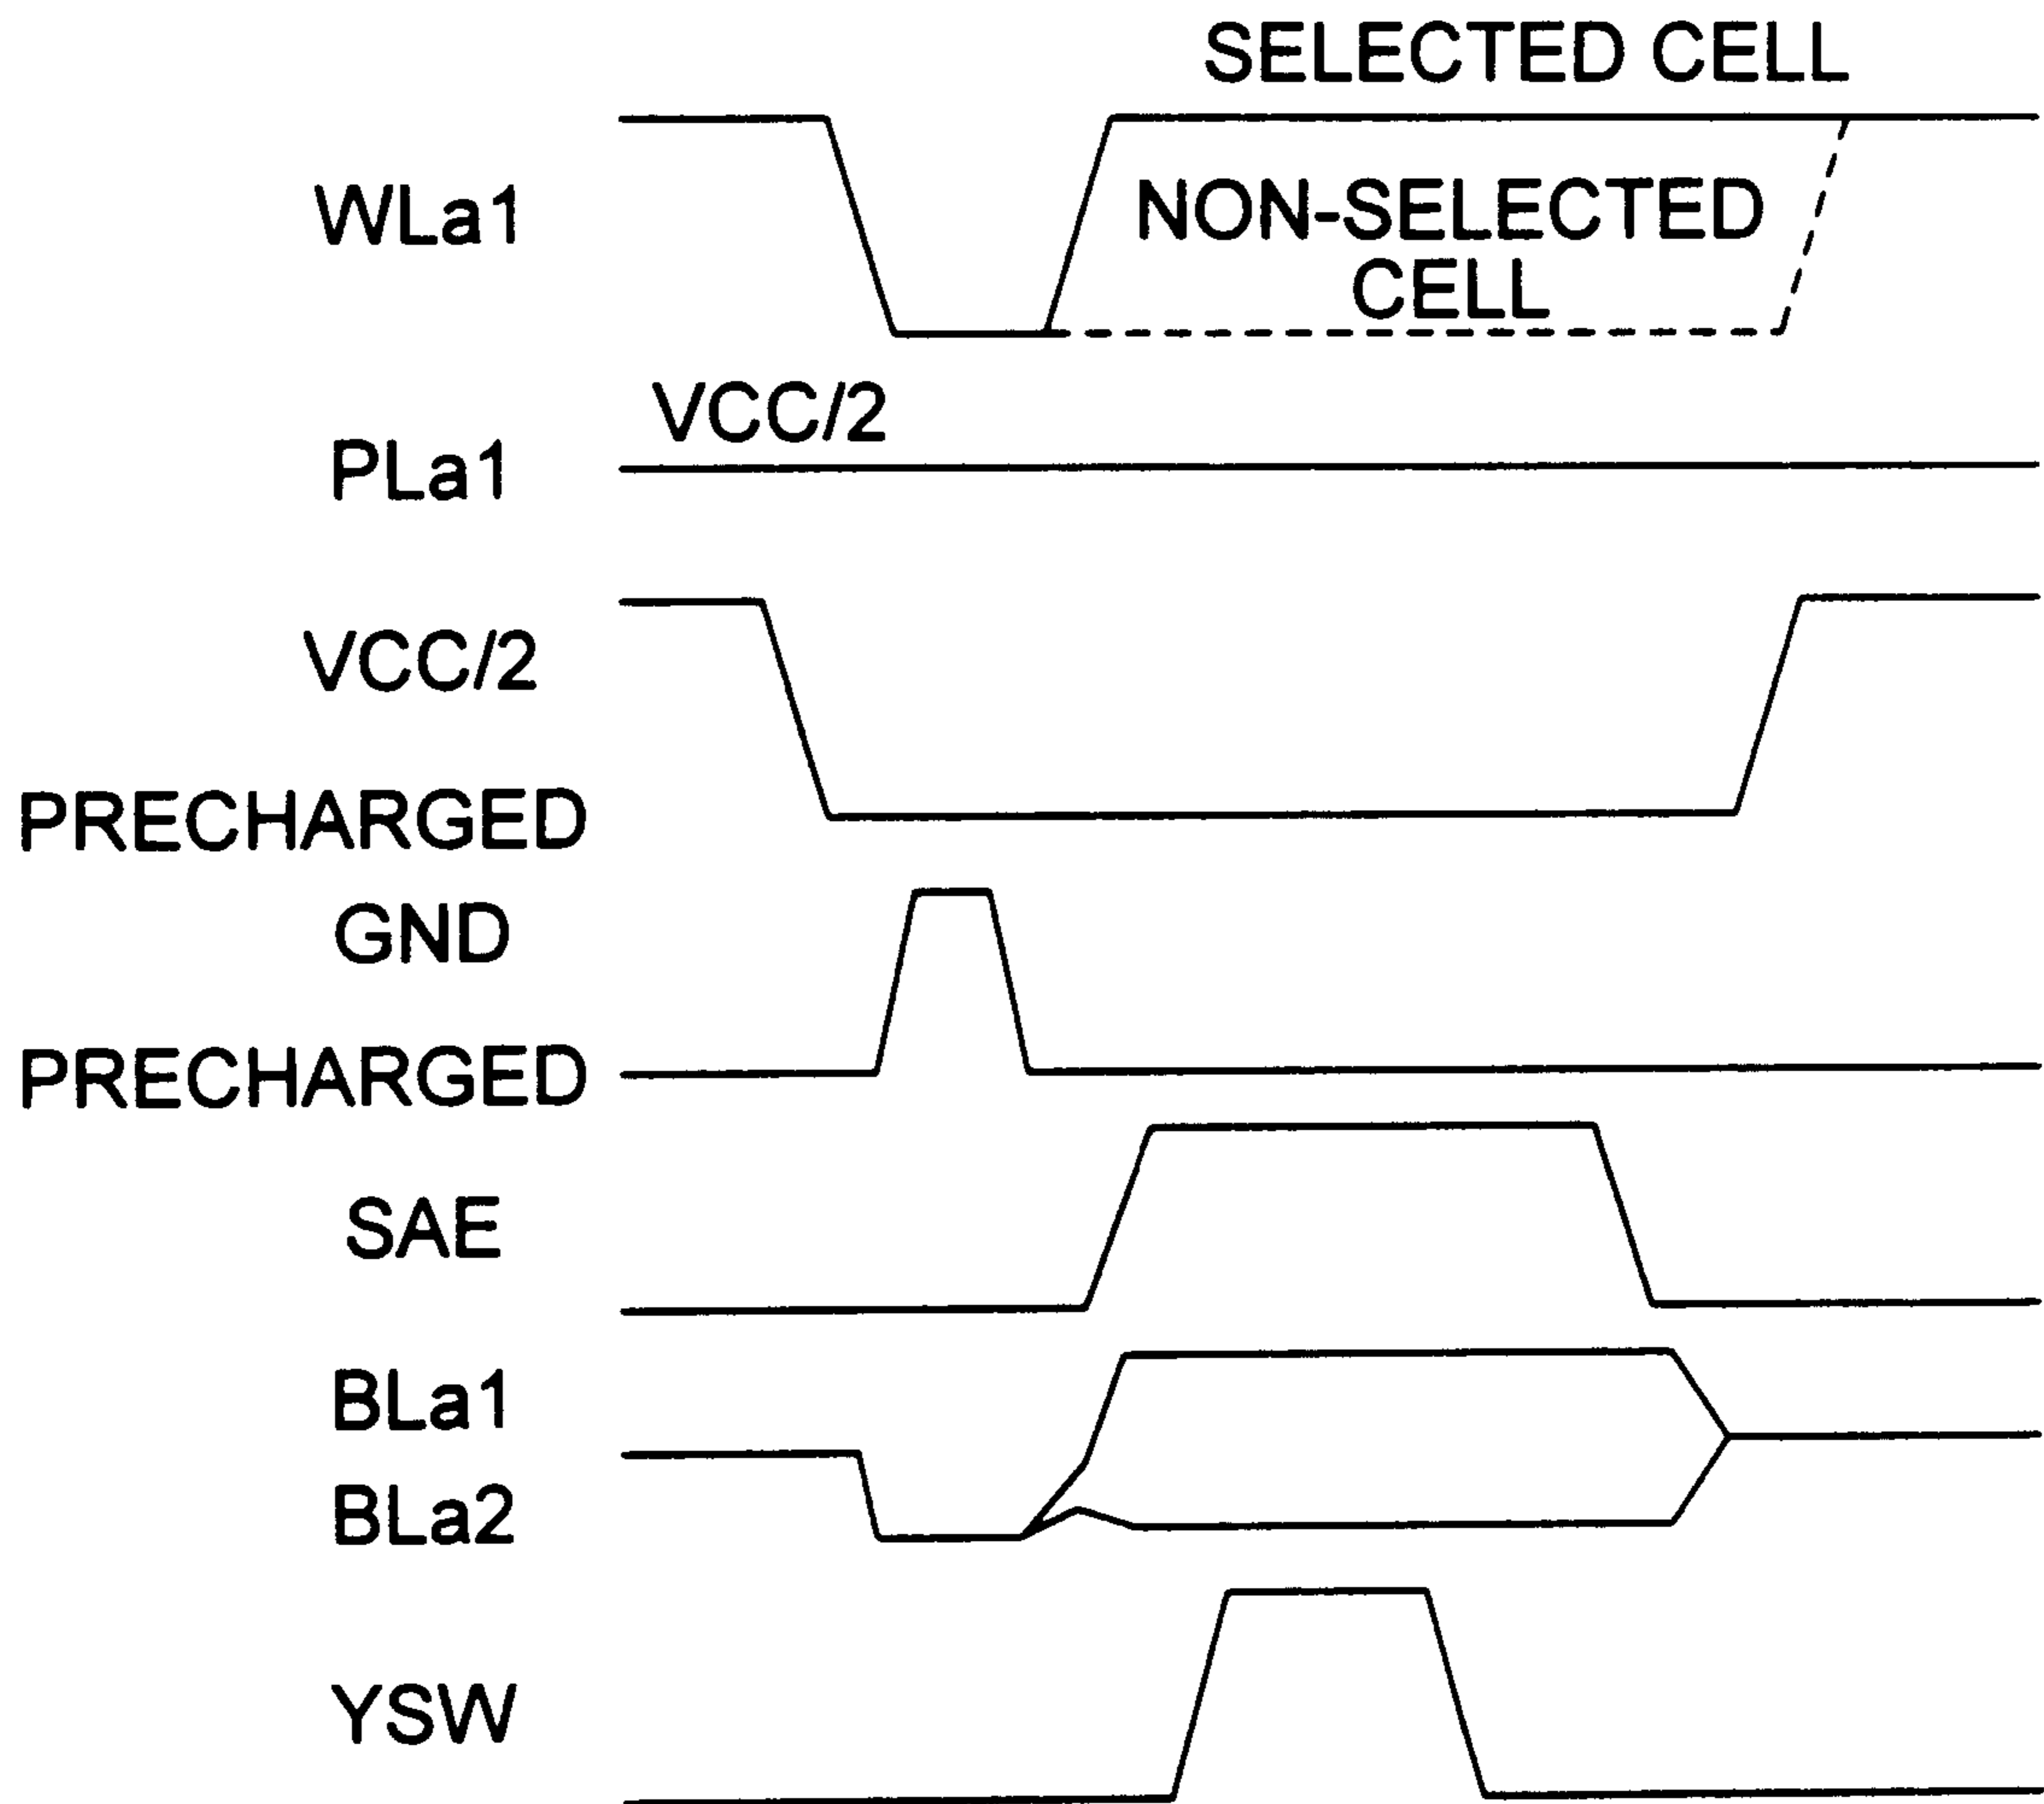 SELECTED CELL
WLa1
NON-SELECTED
CELL
VCC/2
PLa1
VCC/2
PRECHARGED
GND
PRECHARGED
SAE
BLa1
BLa2
YSW